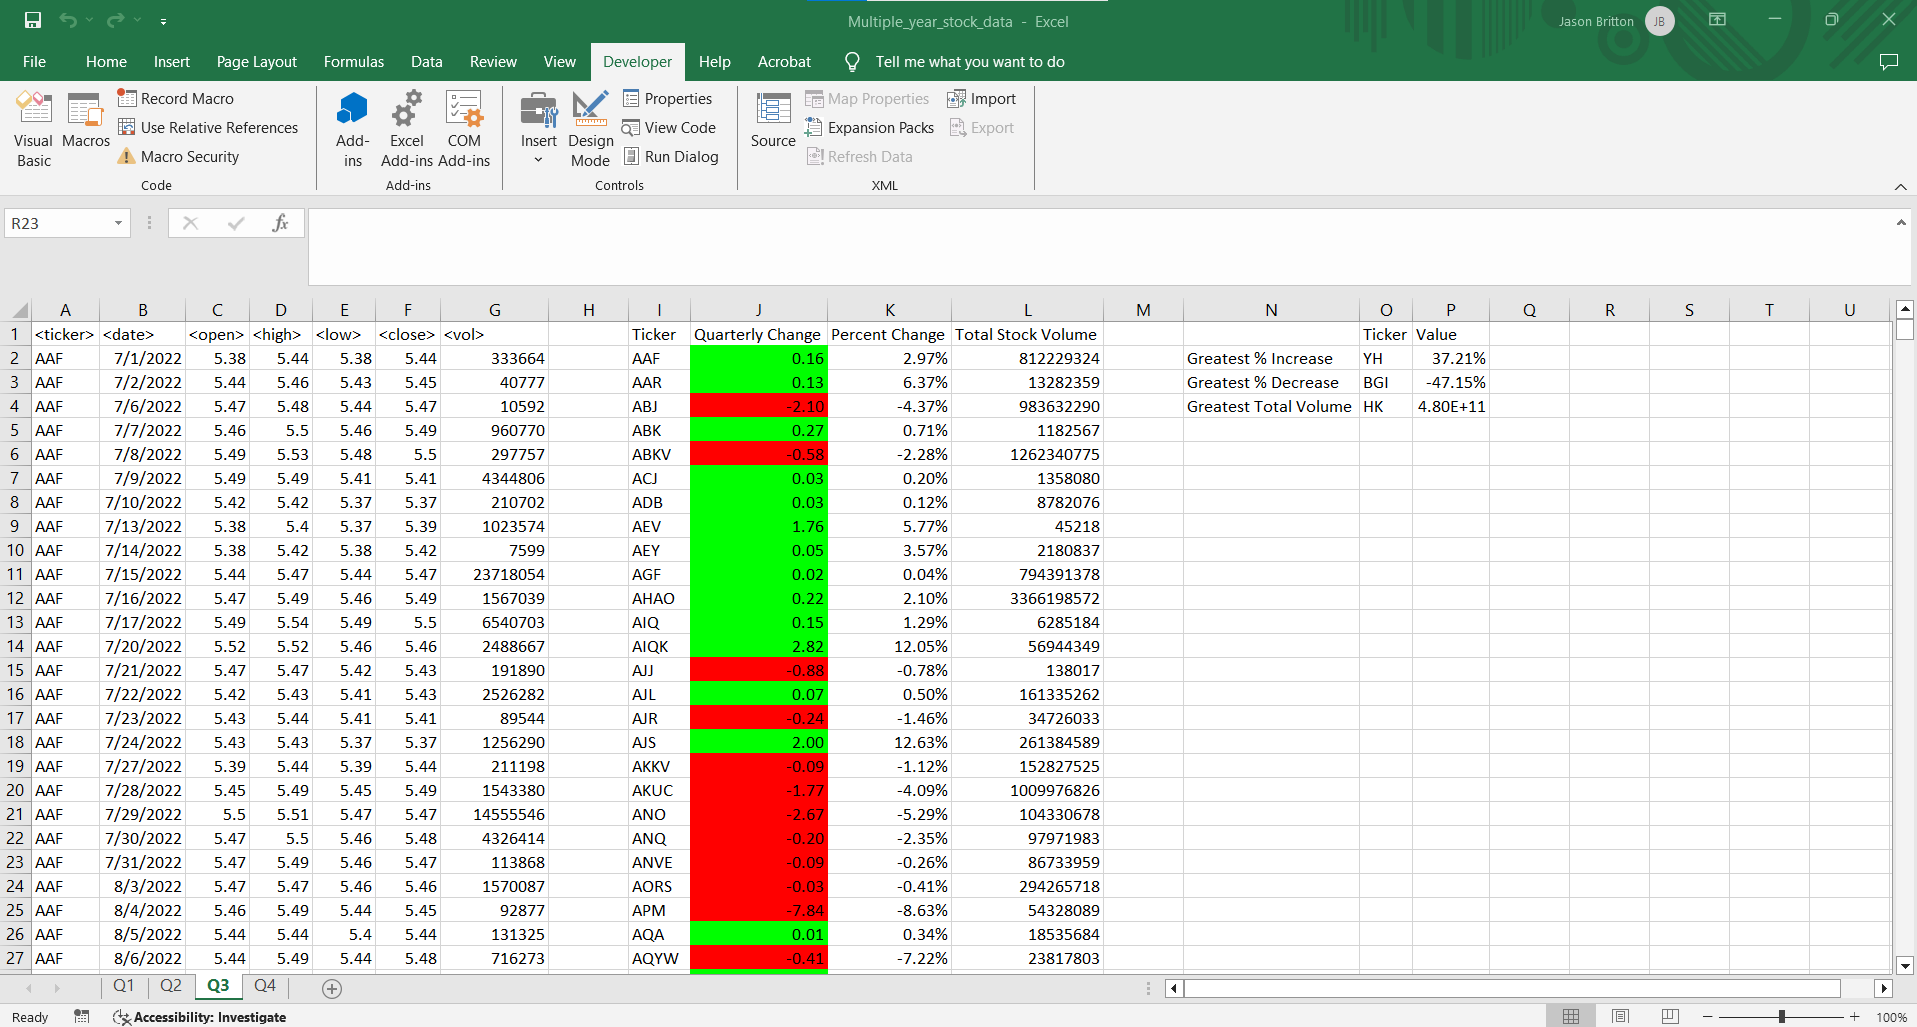 Multiple_year_stock_data - Excel
Jason Britton JB
File Home Insert Page Layout Formulas Data Review View Developer Help Acrobat Tell me what you want to do
Visual Basic
Macros
Record Macro
Use Relative References
Macro Security
Code
Add-ins
Excel Add-ins
COM Add-ins
Add-ins
Insert
Design Mode
Properties
View Code
Run Dialog
Controls
Source
Map Properties
Expansion Packs
Refresh Data
Import
Export
XML
R23 fx
A B C D E F G H I J K L M N O P Q R S T U
1 <ticker> <date> <open> <high> <low> <close> <vol> Ticker Quarterly Change Percent Change Total Stock Volume Ticker Value
2 AAF 7/1/2022 5.38 5.44 5.38 5.44 333664 AAF 0.16 2.97% 812229324 Greatest % Increase YH 37.21%
3 AAF 7/2/2022 5.44 5.46 5.43 5.45 40777 AAR 0.13 6.37% 13282359 Greatest % Decrease BGI -47.15%
4 AAF 7/6/2022 5.47 5.48 5.44 5.47 10592 ABJ -2.10 -4.37% 983632290 Greatest Total Volume HK 4.80E+11
5 AAF 7/7/2022 5.46 5.5 5.46 5.49 960770 ABK 0.27 0.71% 1182567
6 AAF 7/8/2022 5.49 5.53 5.48 5.5 297757 ABKV -0.58 -2.28% 1262340775
7 AAF 7/9/2022 5.49 5.49 5.41 5.41 4344806 ACJ 0.03 0.20% 1358080
8 AAF 7/10/2022 5.42 5.42 5.37 5.37 210702 ADB 0.03 0.12% 8782076
9 AAF 7/13/2022 5.38 5.4 5.37 5.39 1023574 AEV 1.76 5.77% 45218
10 AAF 7/14/2022 5.38 5.42 5.38 5.42 7599 AEY 0.05 3.57% 2180837
11 AAF 7/15/2022 5.44 5.47 5.44 5.47 23718054 AGF 0.02 0.04% 794391378
12 AAF 7/16/2022 5.47 5.49 5.46 5.49 1567039 AHAO 0.22 2.10% 3366198572
13 AAF 7/17/2022 5.49 5.54 5.49 5.5 6540703 AIQ 0.15 1.29% 6285184
14 AAF 7/20/2022 5.52 5.52 5.46 5.46 2488667 AIQK 2.82 12.05% 56944349
15 AAF 7/21/2022 5.47 5.47 5.42 5.43 191890 AJJ -0.88 -0.78% 138017
16 AAF 7/22/2022 5.42 5.43 5.41 5.43 2526282 AJL 0.07 0.50% 161335262
17 AAF 7/23/2022 5.43 5.44 5.41 5.41 89544 AJR -0.24 -1.46% 34726033
18 AAF 7/24/2022 5.43 5.43 5.37 5.37 1256290 AJS 2.00 12.63% 261384589
19 AAF 7/27/2022 5.39 5.44 5.39 5.44 211198 AKKV -0.09 -1.12% 152827525
20 AAF 7/28/2022 5.45 5.49 5.45 5.49 1543380 AKUC -1.77 -4.09% 1009976826
21 AAF 7/29/2022 5.5 5.51 5.47 5.47 14555546 ANO -2.67 -5.29% 104330678
22 AAF 7/30/2022 5.47 5.5 5.46 5.48 4326414 ANQ -0.20 -2.35% 97971983
23 AAF 7/31/2022 5.47 5.49 5.46 5.47 113868 ANVE -0.09 -0.26% 86733959
24 AAF 8/3/2022 5.47 5.47 5.46 5.46 1570087 AORS -0.03 -0.41% 294265718
25 AAF 8/4/2022 5.46 5.49 5.44 5.45 92877 APM -7.84 -8.63% 54328089
26 AAF 8/5/2022 5.44 5.44 5.4 5.44 131325 AQA 0.01 0.34% 18535684
27 AAF 8/6/2022 5.44 5.49 5.44 5.48 716273 AQYW -0.41 -7.22% 23817803
Q1 Q2 Q3 Q4
Ready Accessibility: Investigate 100%